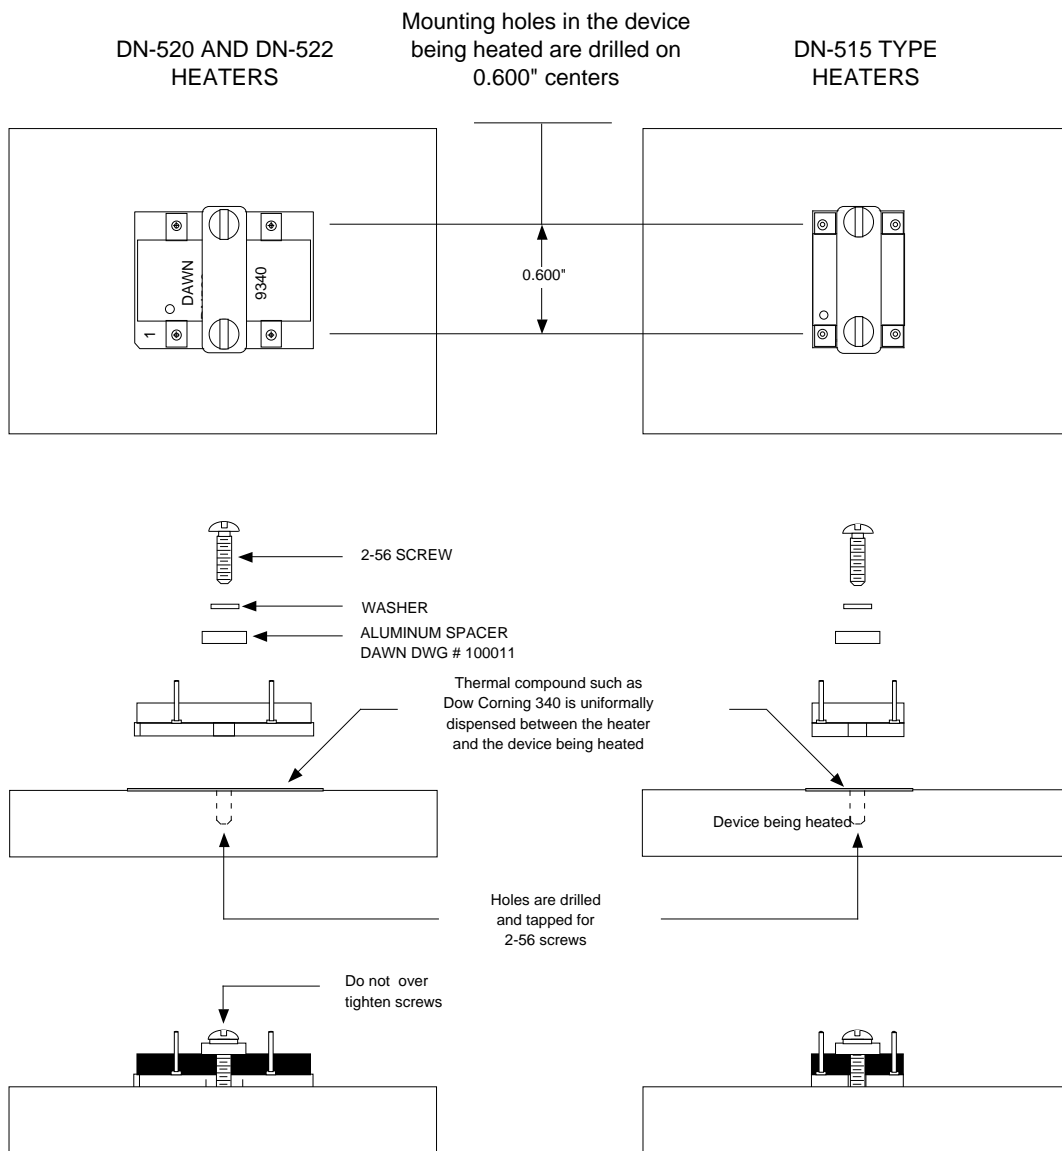 DN-520 AND DN-522
HEATERS
Mounting holes in the device
being heated are drilled on
0.600" centers
DN-515 TYPE
HEATERS
DAWN
9340
1
0.600"
2-56 SCREW
WASHER
ALUMINUM SPACER
DAWN DWG # 100011
Thermal compound such as
Dow Corning 340 is uniformally
dispensed between the heater
and the device being heated
Device being heated
Holes are drilled
and tapped for
2-56 screws
Do not over
tighten screws